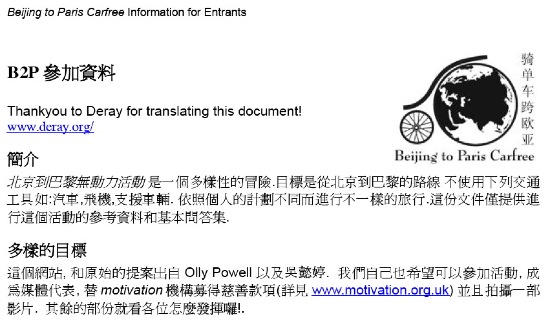 Beijing to Paris Carfree Information for Entrants
B2P 參加資料
Thankyou to Deray for translating this document!
www.deray.org/
骑单车跨欧亚
Beijing to Paris Carfree
簡介
北京到巴黎無動力活動 是一個多樣性的冒險.目標是從北京到巴黎的路線 不使用下列交通
工具如:汽車,飛機,支援車輛. 依照個人的計劃不同而進行不一樣的旅行.這份文件僅提供進
行這個活動的參考資料和基本問答集.
多樣的目標
這個網站, 和原始的提案出自 Olly Powell 以及吳懿婷. 我們自己也希望可以參加活動, 成
爲媒體代表, 替 motivation 機構募得慈善款項(詳見 www.motivation.org.uk) 並且拍攝一部
影片. 其餘的部份就看各位怎麼發揮囉!.